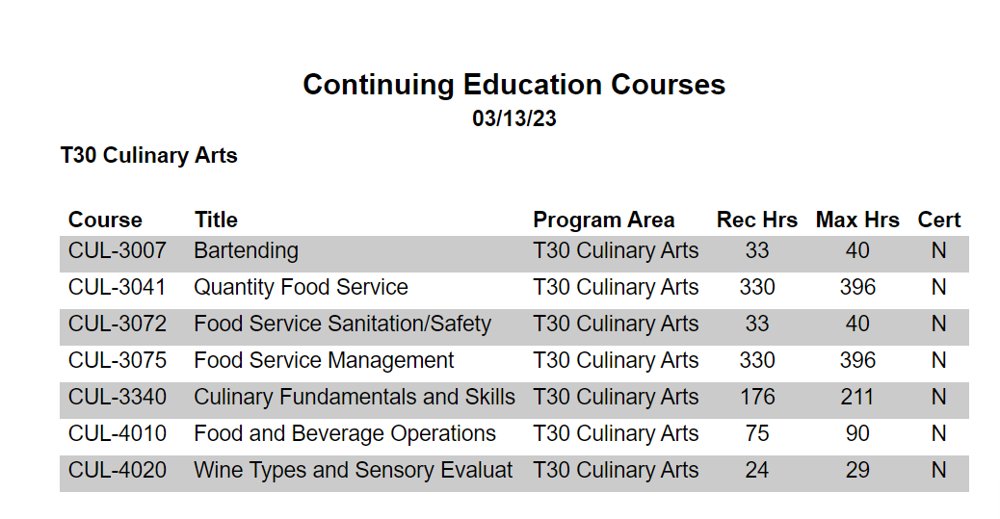 Continuing Education Courses
03/13/23
T30 Culinary Arts
Course Title Program Area Rec Hrs Max Hrs Cert
CUL-3007 Bartending T30 Culinary Arts 33 40 N
CUL-3041 Quantity Food Service T30 Culinary Arts 330 396 N
CUL-3072 Food Service Sanitation/Safety T30 Culinary Arts 33 40 N
CUL-3075 Food Service Management T30 Culinary Arts 330 396 N
CUL-3340 Culinary Fundamentals and Skills T30 Culinary Arts 176 211 N
CUL-4010 Food and Beverage Operations T30 Culinary Arts 75 90 N
CUL-4020 Wine Types and Sensory Evaluat T30 Culinary Arts 24 29 N